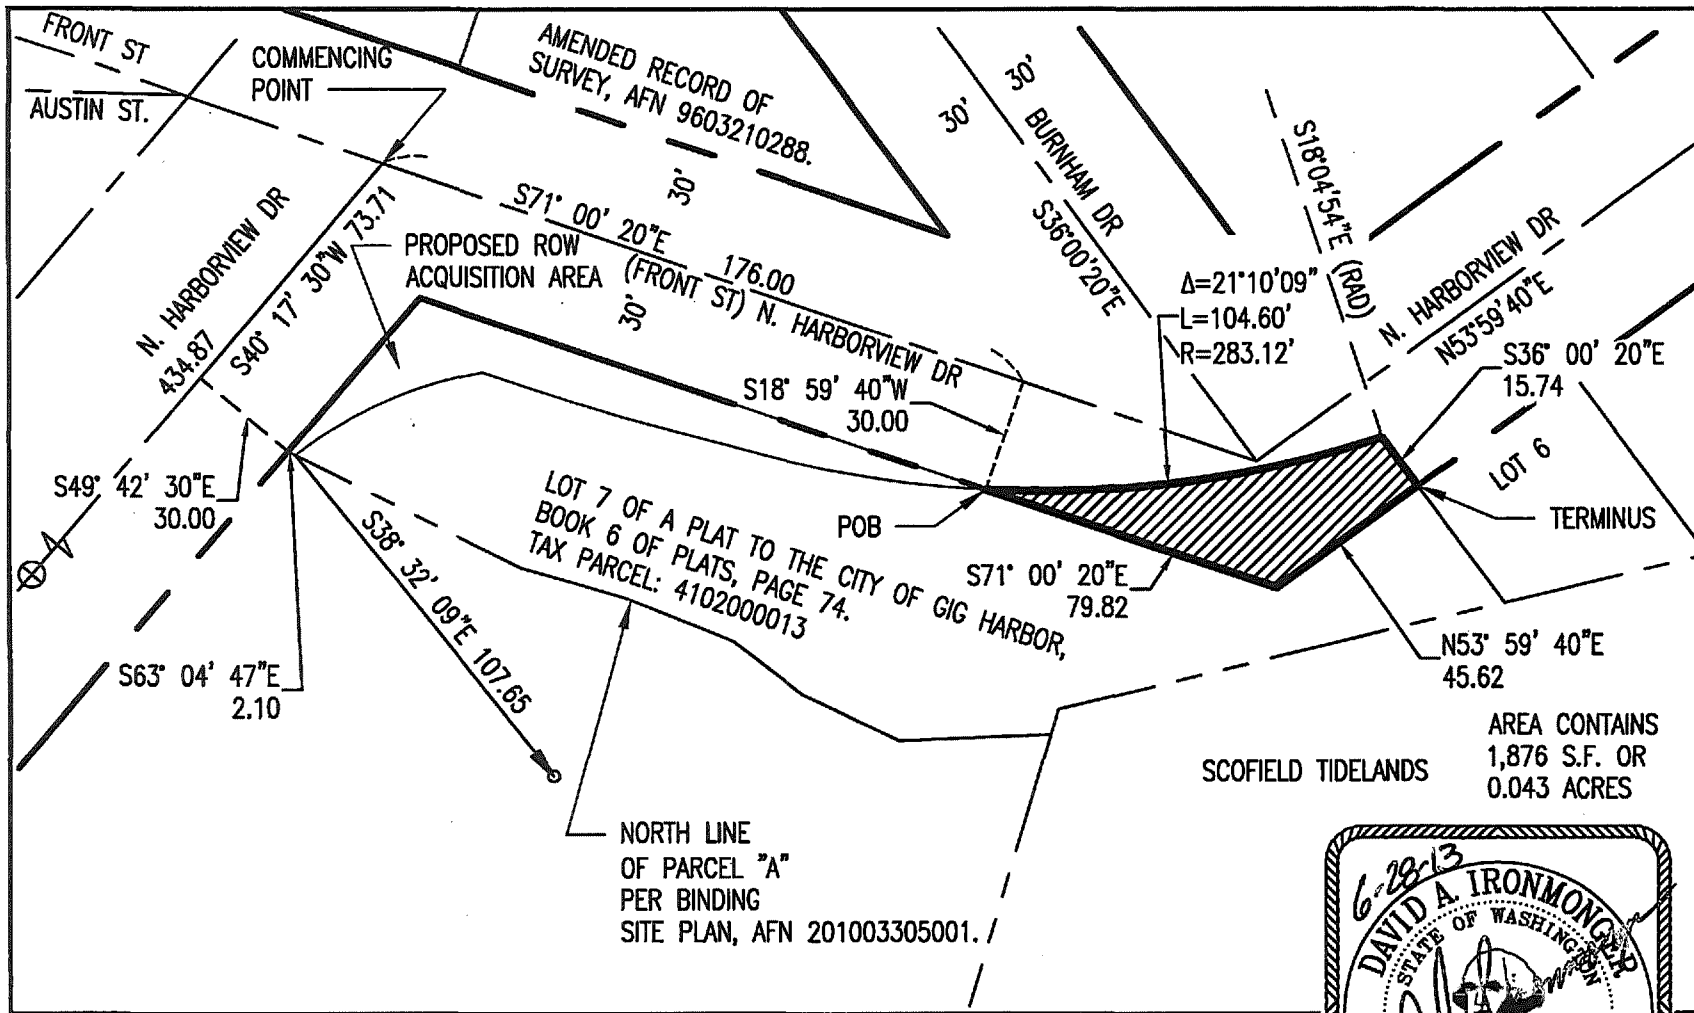 FRONT ST
AUSTIN ST.
COMMENCING
POINT
AMENDED RECORD OF
SURVEY, AFN 9603210288.
30'
30'
BURNHAM DR
S36°00'20"E
30'
30'
S18°04'54"E (RAD)
N. HARBORVIEW DR
N53°59'40"E
N. HARBORVIEW DR
434.87
S40° 17' 30"W 73.71
PROPOSED ROW
ACQUISITION AREA
S71° 00' 20"E
176.00
(FRONT ST) N. HARBORVIEW DR
Δ=21°10'09"
L=104.60'
R=283.12'
S36° 00' 20"E
15.74
S18° 59' 40"W
30.00
LOT 6
S49° 42' 30"E
30.00
POB
TERMINUS
LOT 7 OF A PLAT TO THE CITY OF GIG HARBOR,
BOOK 6 OF PLATS, PAGE 74.
TAX PARCEL: 4102000013
S71° 00' 20"E
79.82
S38° 32' 09"E 107.65
N53° 59' 40"E
45.62
S63° 04' 47"E
2.10
AREA CONTAINS
1,876 S.F. OR
0.043 ACRES
SCOFIELD TIDELANDS
NORTH LINE
OF PARCEL "A"
PER BINDING
SITE PLAN, AFN 201003305001.
6-28-13
DAVID A. IRONMONGER
STATE OF WASHINGTON